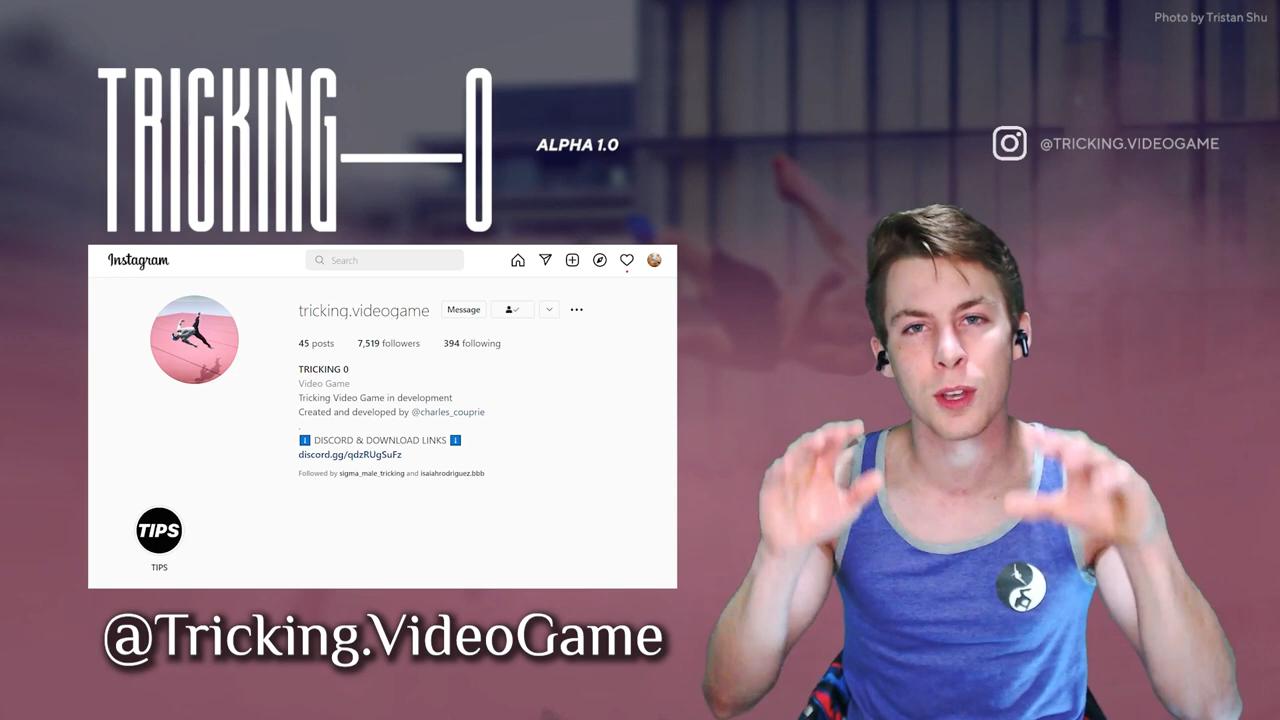 Photo by Tristan Shu
TRICKING—0
ALPHA 1.0
@TRICKING.VIDEOGAME
Instagram
Search
tricking.videogame
Message
45 posts 7,519 followers 394 following
TRICKING 0
Video Game
Tricking Video Game in development
Created and developed by @charles_couprie
.
ℹ️ DISCORD & DOWNLOAD LINKS ℹ️
discord.gg/qdzRUgSuFz
Followed by sigma_male_tricking and isaiahrodriguez.bbb
TIPS
TIPS
@Tricking.VideoGame